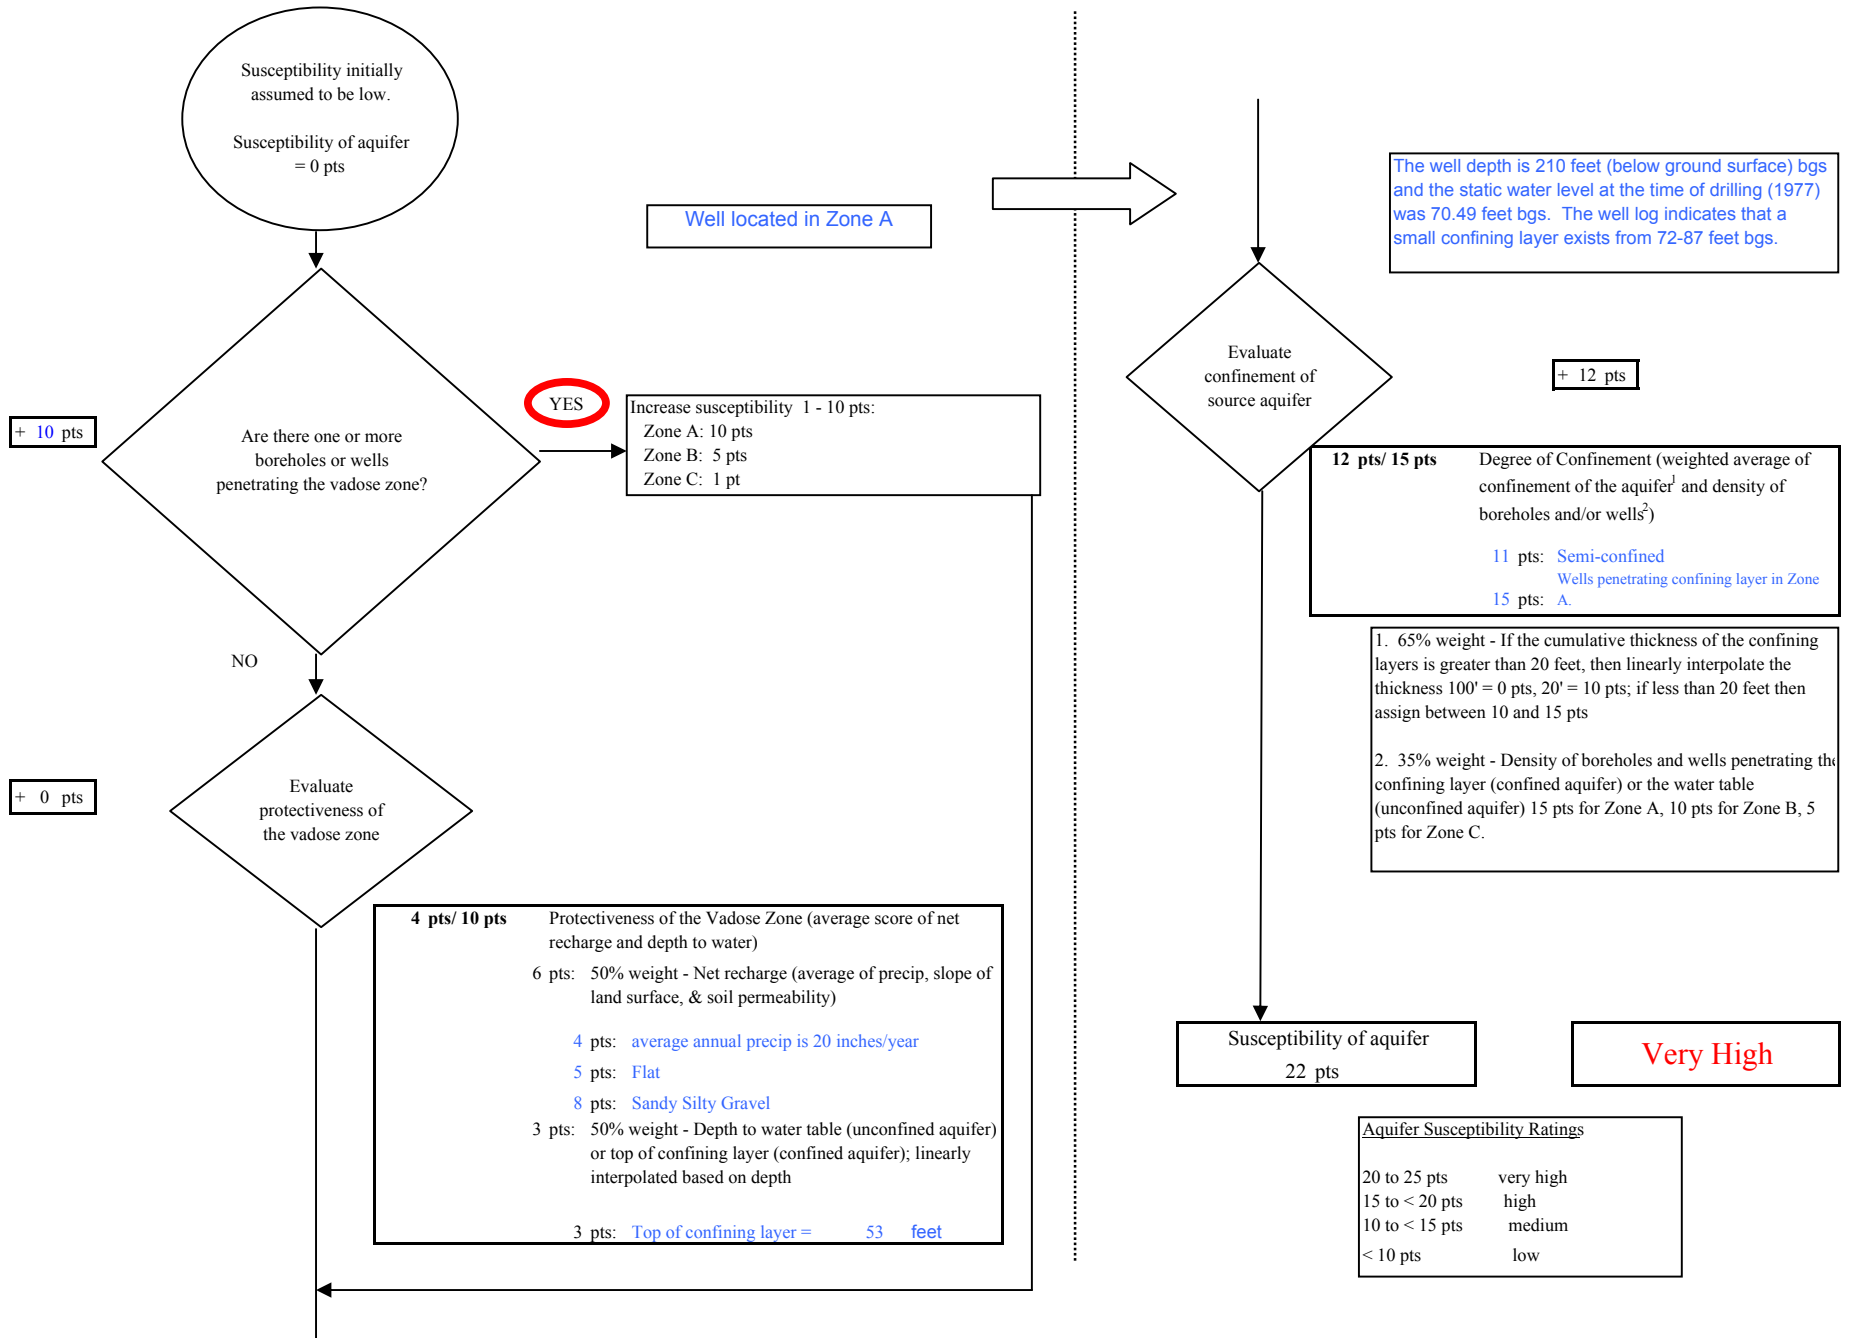 Susceptibility initially
assumed to be low.
Susceptibility of aquifer
= 0 pts
Well located in Zone A
+ 10 pts
Are there one or more
boreholes or wells
penetrating the vadose zone?
YES
Increase susceptibility 1 - 10 pts:
Zone A: 10 pts
Zone B: 5 pts
Zone C: 1 pt
NO
+ 0 pts
Evaluate
protectiveness of
the vadose zone
4 pts/ 10 pts Protectiveness of the Vadose Zone (average score of net
recharge and depth to water)
6 pts: 50% weight - Net recharge (average of precip, slope of
land surface, & soil permeability)
4 pts: average annual precip is 20 inches/year
5 pts: Flat
8 pts: Sandy Silty Gravel
3 pts: 50% weight - Depth to water table (unconfined aquifer)
or top of confining layer (confined aquifer); linearly
interpolated based on depth
3 pts: Top of confining layer = 53 feet
The well depth is 210 feet (below ground surface) bgs
and the static water level at the time of drilling (1977)
was 70.49 feet bgs. The well log indicates that a
small confining layer exists from 72-87 feet bgs.
Evaluate
confinement of
source aquifer
+ 12 pts
12 pts/ 15 pts Degree of Confinement (weighted average of
confinement of the aquifer1 and density of
boreholes and/or wells2)
11 pts: Semi-confined
Wells penetrating confining layer in Zone
15 pts: A.
1. 65% weight - If the cumulative thickness of the confining
layers is greater than 20 feet, then linearly interpolate the
thickness 100' = 0 pts, 20' = 10 pts; if less than 20 feet then
assign between 10 and 15 pts
2. 35% weight - Density of boreholes and wells penetrating the
confining layer (confined aquifer) or the water table
(unconfined aquifer) 15 pts for Zone A, 10 pts for Zone B, 5
pts for Zone C.
Susceptibility of aquifer
22 pts
Very High
Aquifer Susceptibility Ratings
20 to 25 pts very high
15 to < 20 pts high
10 to < 15 pts medium
< 10 pts low